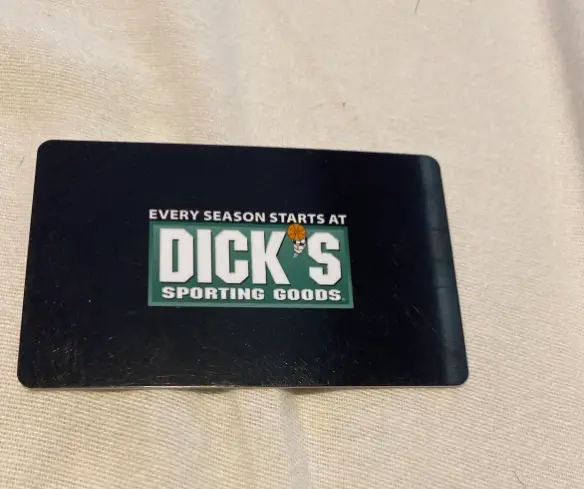 EVERY SEASON STARTS AT
DICK'S
SPORTING GOODS